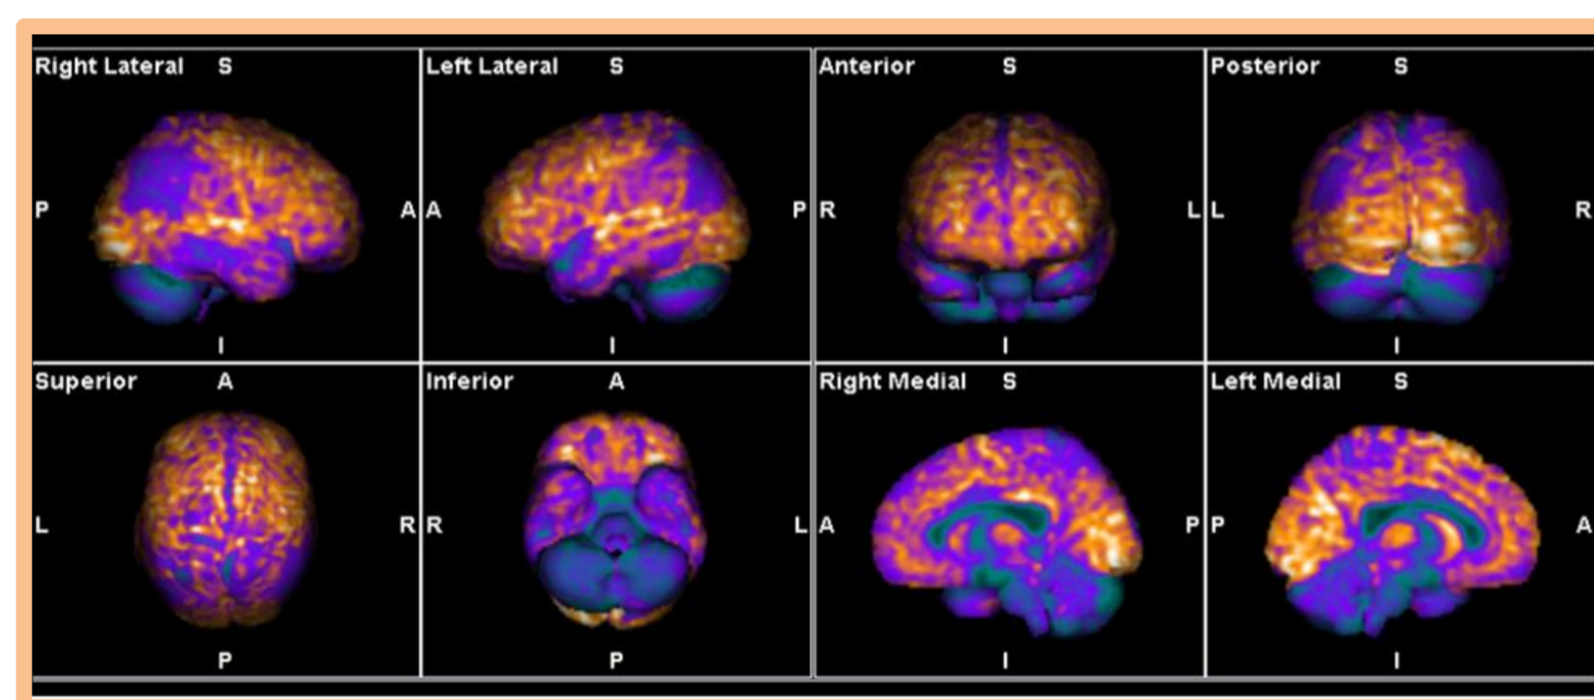 Right Lateral S
P A
I
Left Lateral S
A P
I
Anterior S
R L
I
Posterior S
L R
I
Superior A
L R
P
Inferior A
R L
P
Right Medial S
A P
I
Left Medial S
P A
I